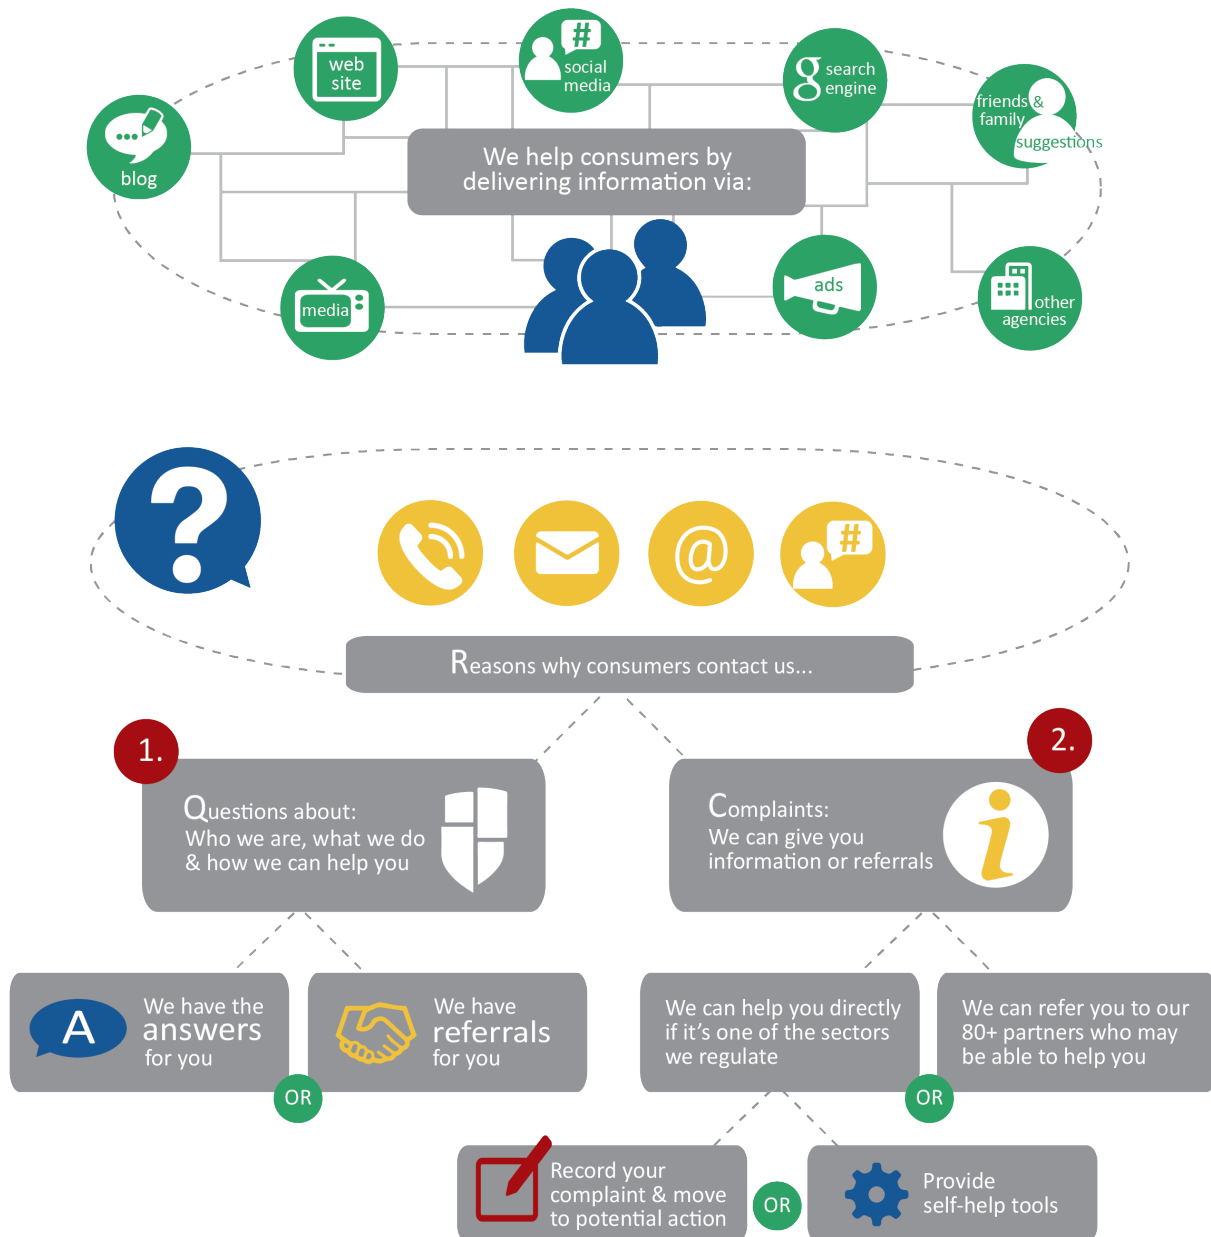 web
site
#
social
media
g search
engine
friends &
family
suggestions
blog
We help consumers by
delivering information via:
media
ads
other
agencies
?
@
#
Reasons why consumers contact us...
1.
Questions about:
Who we are, what we do
& how we can help you
2.
Complaints:
We can give you
information or referrals
i
A
We have the
answers
for you
OR
We have
referrals
for you
We can help you directly
if it's one of the sectors
we regulate
OR
We can refer you to our
80+ partners who may
be able to help you
Record your
complaint & move
to potential action
OR
Provide
self-help tools